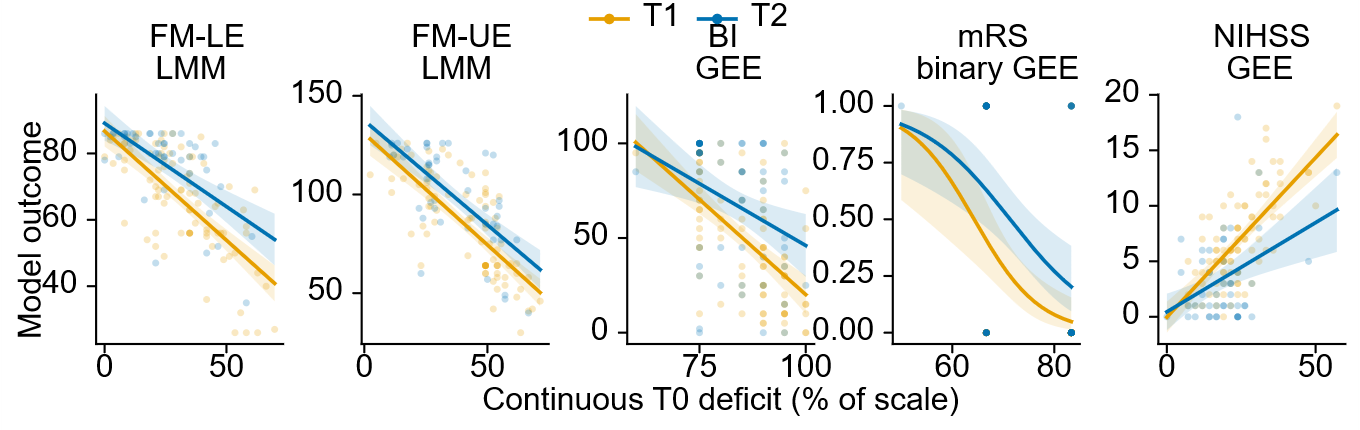 T1 T2
FM-LE
LMM
FM-UE
LMM
BI
GEE
mRS
binary GEE
NIHSS
GEE
Model outcome
80
60
40
0 50
150
100
50
0 50
100
50
0
75 100
1.00
0.75
0.50
0.25
0.00
60 80
20
15
10
5
0
0 50
Continuous T0 deficit (% of scale)